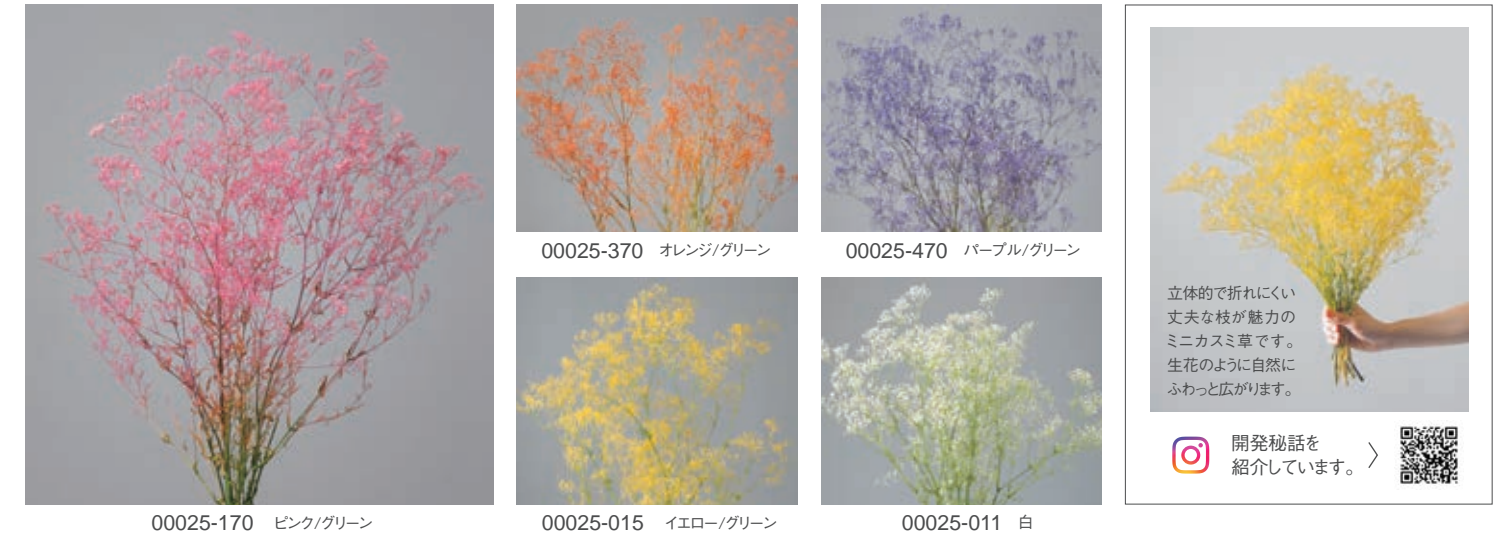 00025-170 ピンク/グリーン
00025-370 オレンジ/グリーン
00025-470 パープル/グリーン
00025-015 イエロー/グリーン
00025-011 白
立体的で折れにくい
丈夫な枝が魅力の
ミニカスミ草です。
生花のように自然に
ふわっと広がります。
開発秘話を
紹介しています。